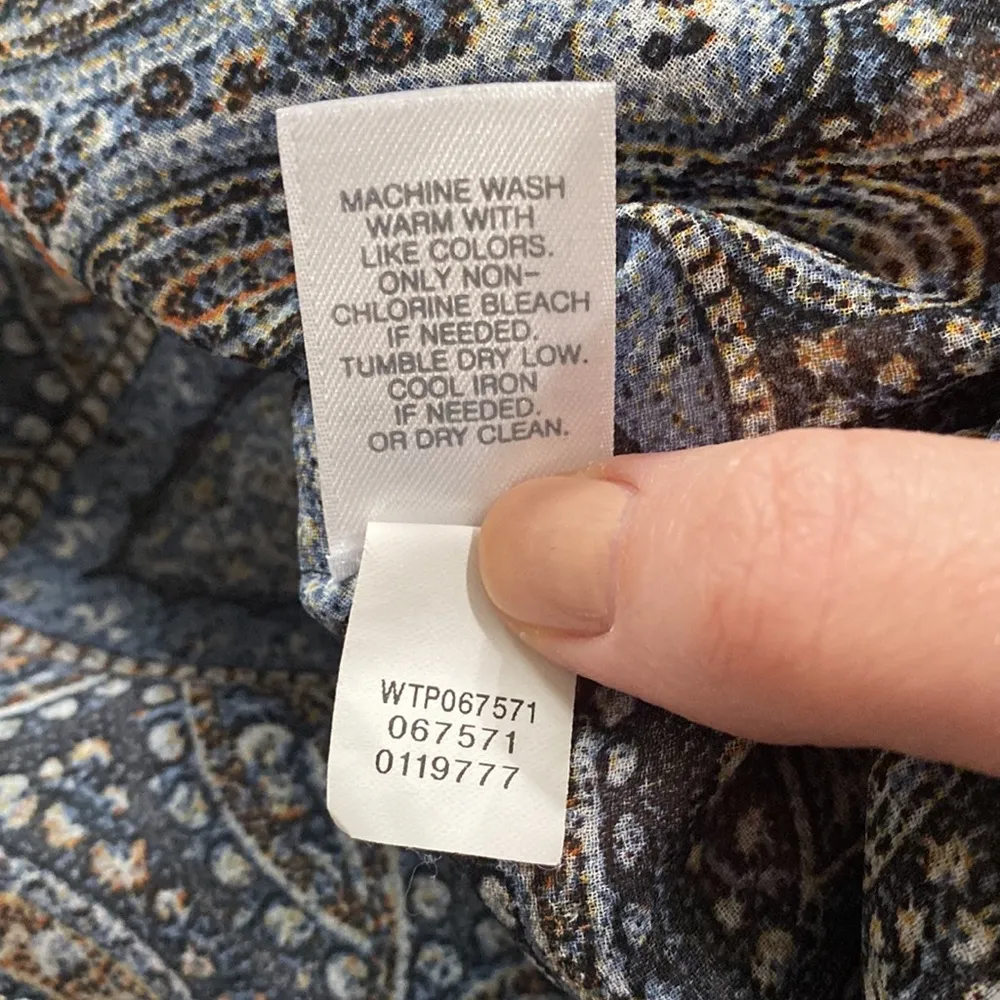 MACHINE WASH
WARM WITH
LIKE COLORS.
ONLY NON-
CHLORINE BLEACH
IF NEEDED.
TUMBLE DRY LOW.
COOL IRON
IF NEEDED.
OR DRY CLEAN.
WTP067571
067571
0119777